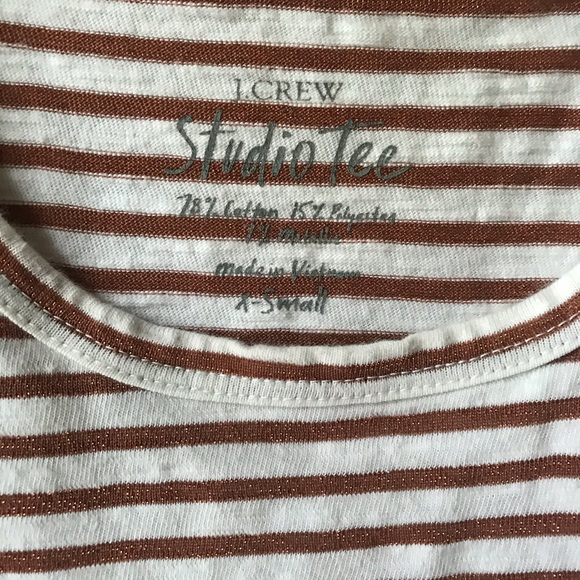 J.CREW
Studio Tee
78% Cotton 15% Polyester
7% Metallic
made in Vietnam
X-Small